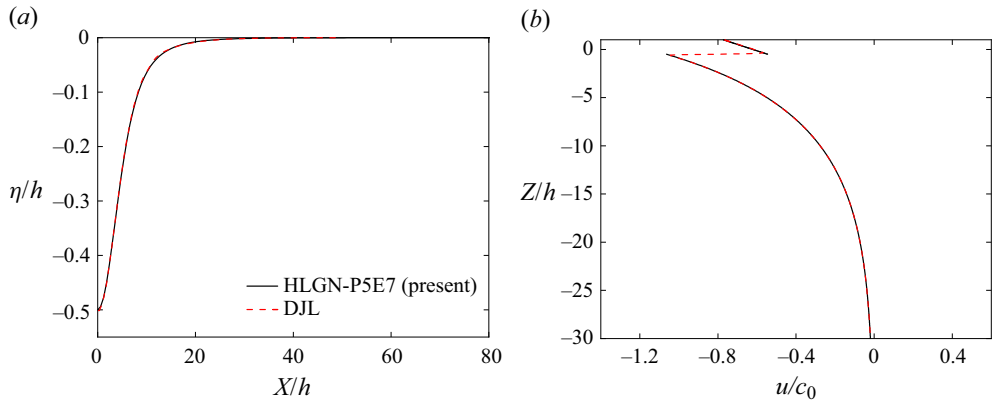 (a)
0
–0.1
–0.2
η/h
–0.3
–0.4
–0.5
HLGN-P5E7 (present)
DJL
0 20 40 60 80
X/h
(b)
0
–5
–10
Z/h
–15
–20
–25
–30
–1.2 –0.8 –0.4 0 0.4
u/c₀